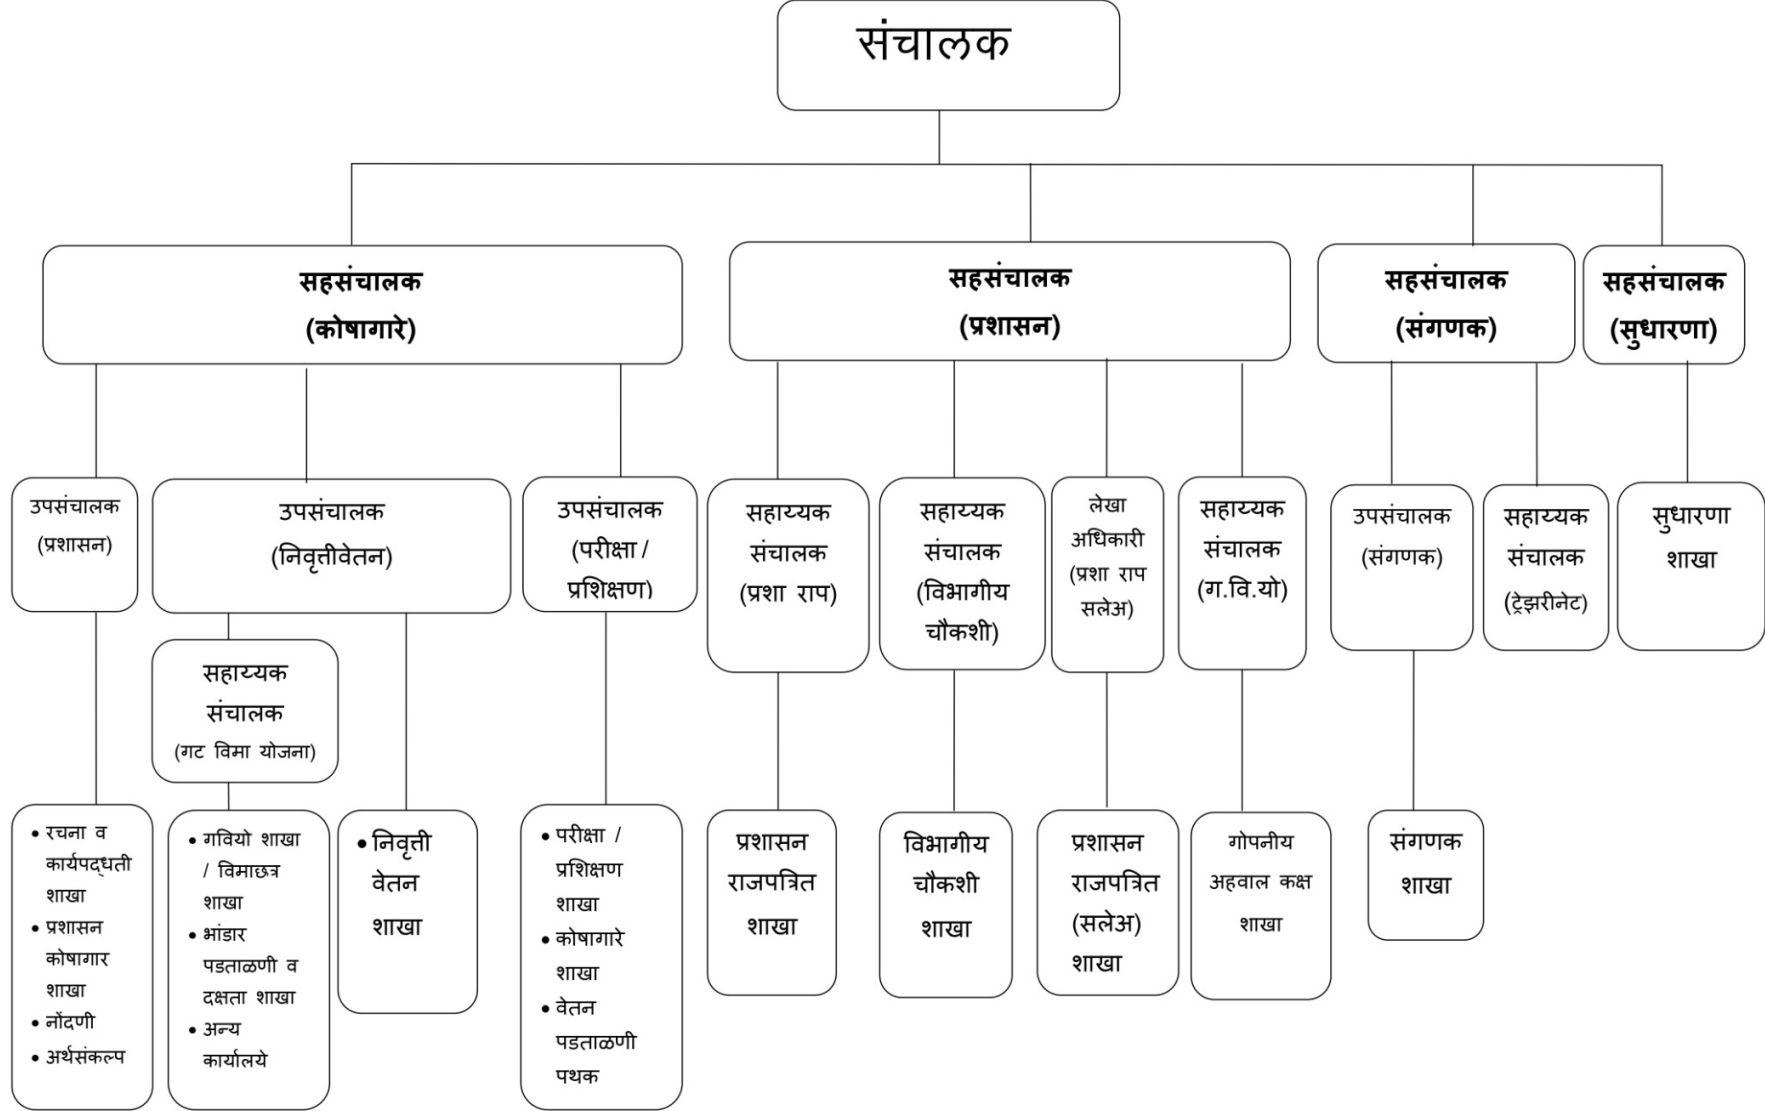 संचालक
सहसंचालक
(कोषागारे)
सहसंचालक
(प्रशासन)
सहसंचालक
(संगणक)
सहसंचालक
(सुधारणा)
उपसंचालक
(प्रशासन)
उपसंचालक
(निवृत्तीवेतन)
उपसंचालक
(परीक्षा /
प्रशिक्षण)
सहाय्यक
संचालक
(प्रशा राप)
सहाय्यक
संचालक
(विभागीय
चौकशी)
लेखा
अधिकारी
(प्रशा राप
सलेअ)
सहाय्यक
संचालक
(ग.वि.यो)
उपसंचालक
(संगणक)
सहाय्यक
संचालक
(ट्रेझरीनेट)
सुधारणा
शाखा
सहाय्यक
संचालक
(गट विमा योजना)
• रचना व
कार्यपद्धती
शाखा
• प्रशासन
कोषागार
शाखा
• नोंदणी
• अर्थसंकल्प
• गवियो शाखा
/ विमाछत्र
शाखा
• भांडार
पडताळणी व
दक्षता शाखा
• अन्य
कार्यालये
• निवृत्ती
वेतन
शाखा
• परीक्षा /
प्रशिक्षण
शाखा
• कोषागारे
शाखा
• वेतन
पडताळणी
पथक
प्रशासन
राजपत्रित
शाखा
विभागीय
चौकशी
शाखा
प्रशासन
राजपत्रित
(सलेअ)
शाखा
गोपनीय
अहवाल कक्ष
शाखा
संगणक
शाखा